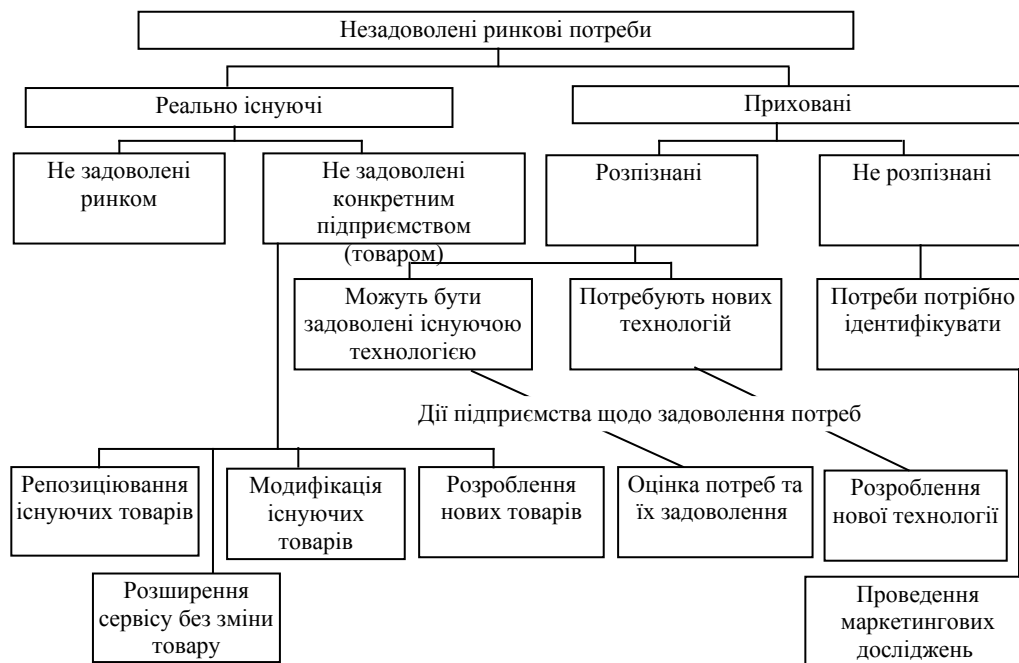 Незадоволені ринкові потреби
Реально існуючі
Приховані
Не задоволені
ринком
Не задоволені
конкретним
підприємством
(товаром)
Розпізнані
Не розпізнані
Можуть бути
задоволені існуючою
технологією
Потребують нових
технологій
Потреби потрібно
ідентифікувати
Дії підприємства щодо задоволення потреб
Репозиціювання
існуючих товарів
Модифікація
існуючих
товарів
Розроблення
нових товарів
Оцінка потреб та
їх задоволення
Розроблення
нової технології
Розширення
сервісу без зміни
товару
Проведення
маркетингових
досліджень